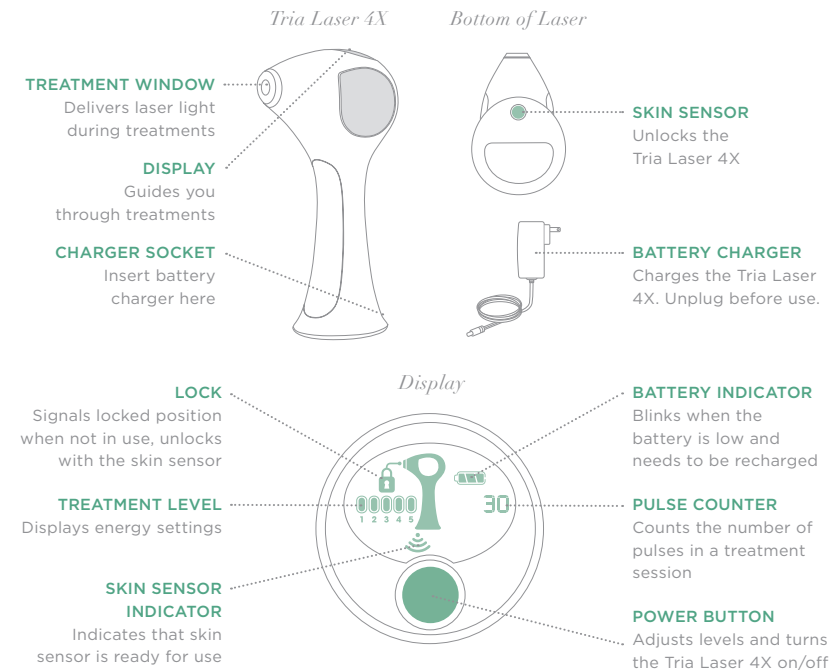 Tria Laser 4X
Bottom of Laser
TREATMENT WINDOW
Delivers laser light
during treatments
DISPLAY
Guides you
through treatments
CHARGER SOCKET
Insert battery
charger here
SKIN SENSOR
Unlocks the
Tria Laser 4X
BATTERY CHARGER
Charges the Tria Laser
4X. Unplug before use.
Display
LOCK
Signals locked position
when not in use, unlocks
with the skin sensor
TREATMENT LEVEL
Displays energy settings
SKIN SENSOR
INDICATOR
Indicates that skin
sensor is ready for use
1 2 3 4 5
30
BATTERY INDICATOR
Blinks when the
battery is low and
needs to be recharged
PULSE COUNTER
Counts the number of
pulses in a treatment
session
POWER BUTTON
Adjusts levels and turns
the Tria Laser 4X on/off